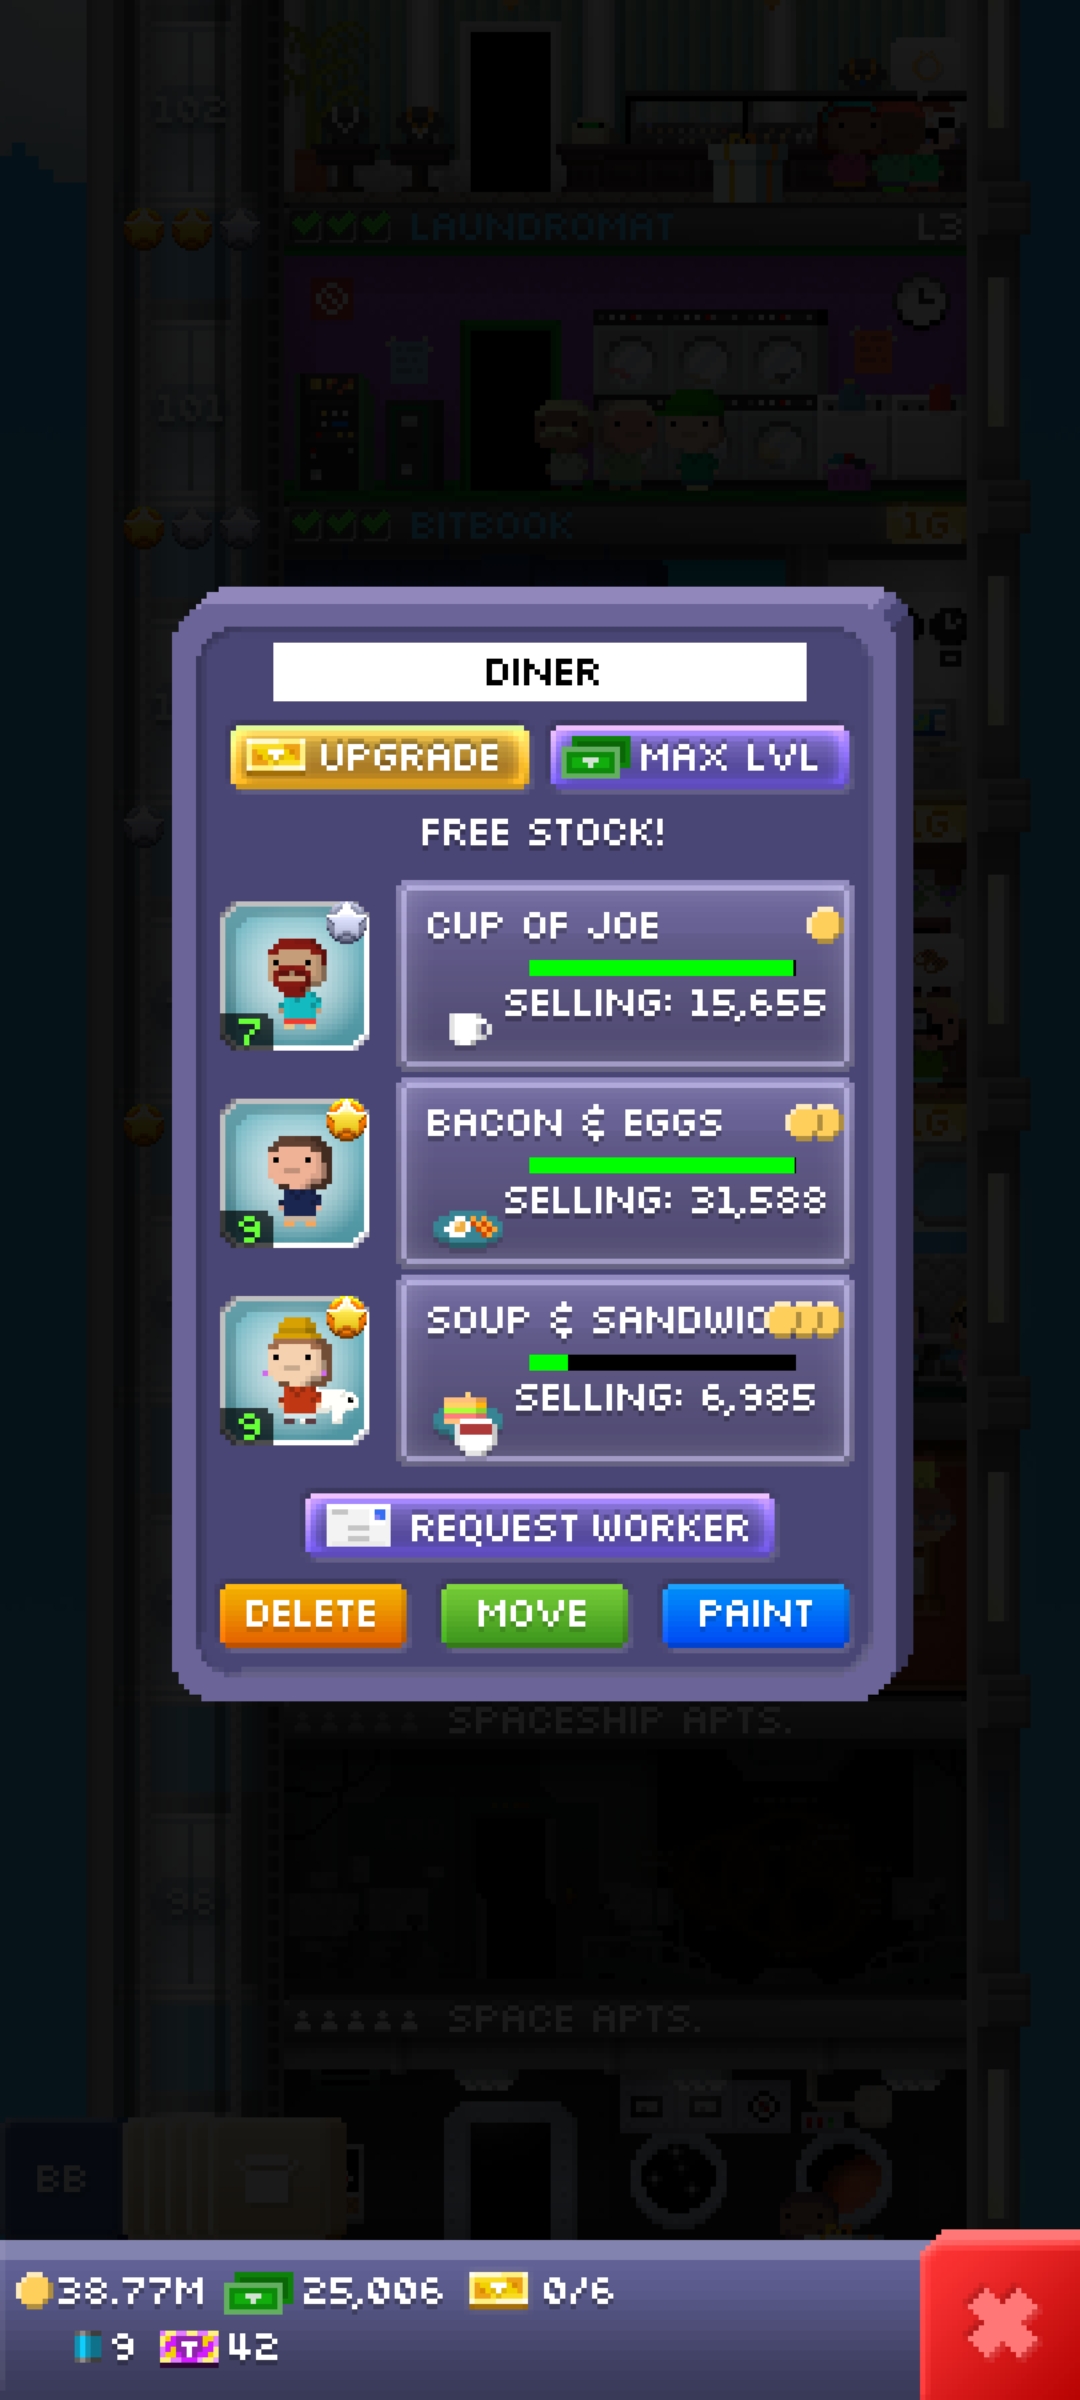 102
LAUNDROMAT L3
101
BITBOOK 1G
DINER
UPGRADE MAX LVL
FREE STOCK!
CUP OF JOE
SELLING: 15,655
7
1G
BACON & EGGS
SELLING: 31,588
9
1G
SOUP & SANDWIC
SELLING: 6,985
9
REQUEST WORKER
DELETE MOVE PAINT
SPACESHIP APTS.
98
SPACE APTS.
BB
38.77M 25,006 0/6
9 42